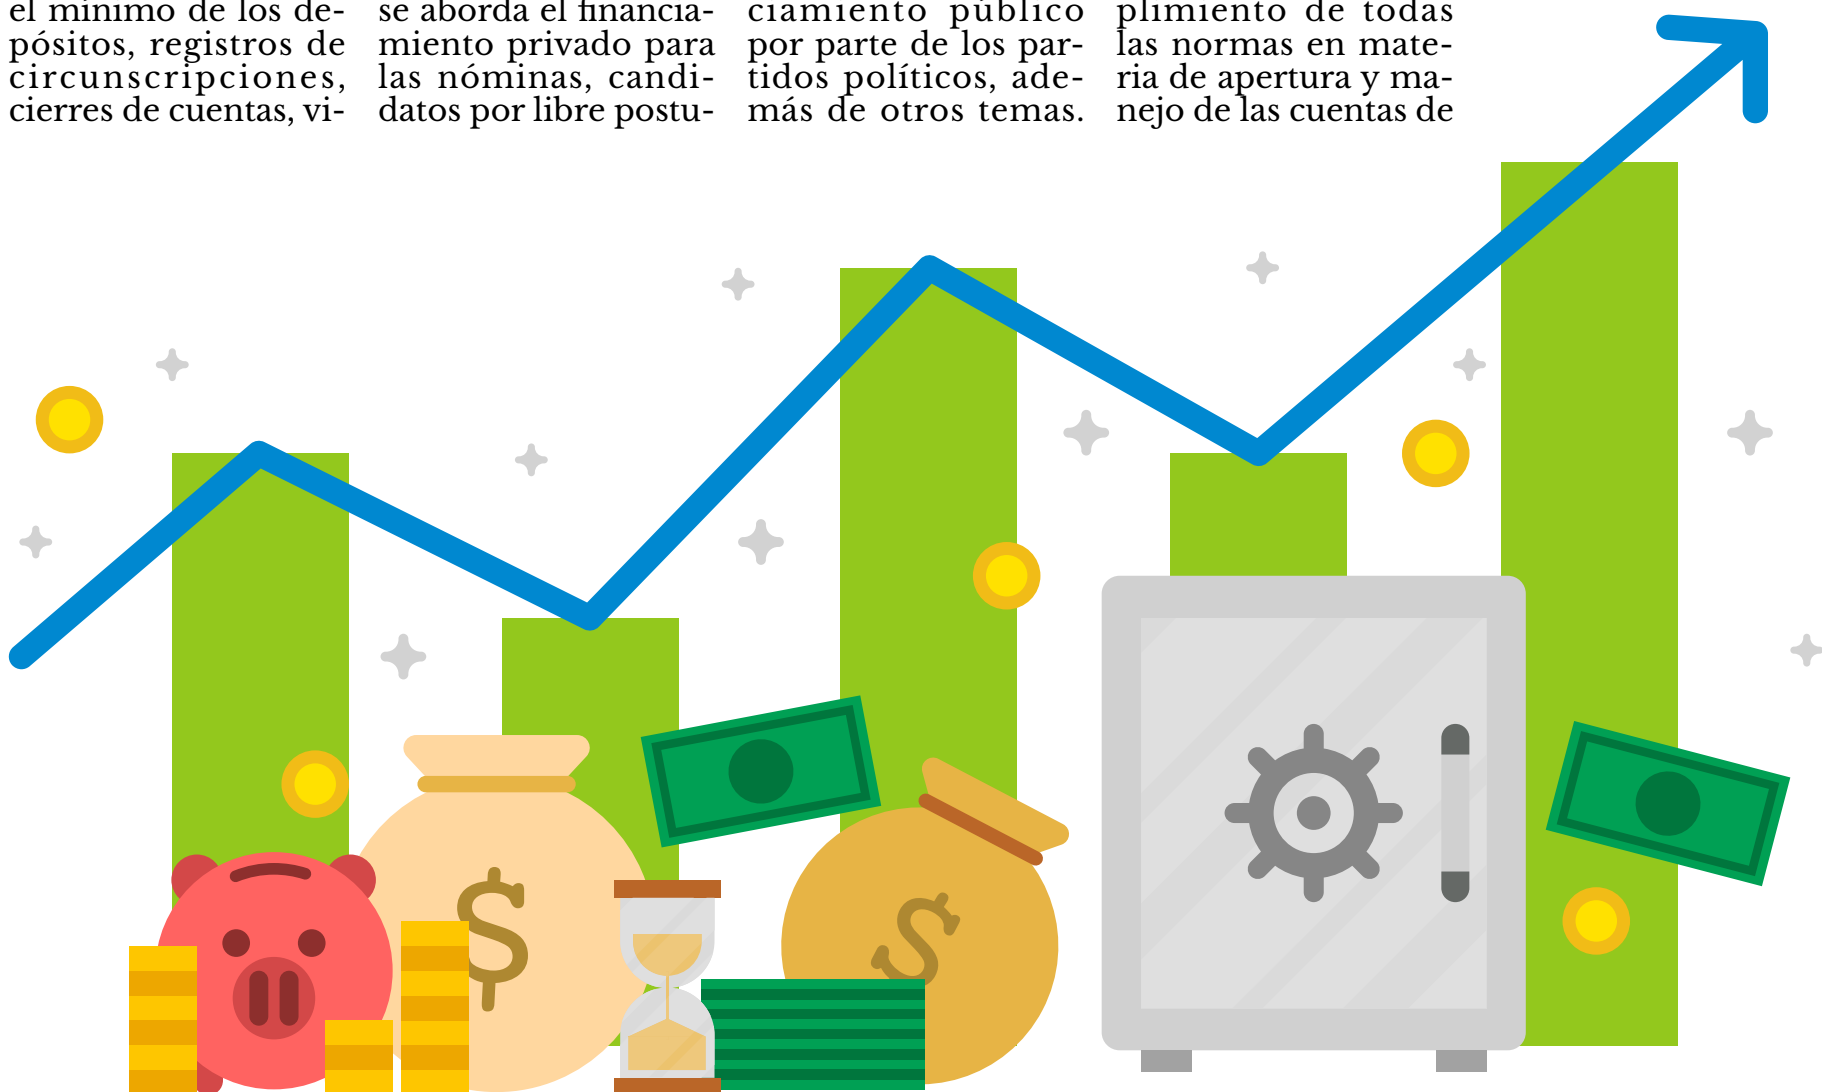 el mínimo de los de-
pósitos, registros de
circunscripciones,
cierres de cuentas, vi-
se aborda el financia-
miento privado para
las nóminas, candi-
datos por libre postu-
ciamiento público
por parte de los par-
tidos políticos, ade-
más de otros temas.
plimiento de todas
las normas en mate-
ria de apertura y ma-
nejo de las cuentas de
$
$